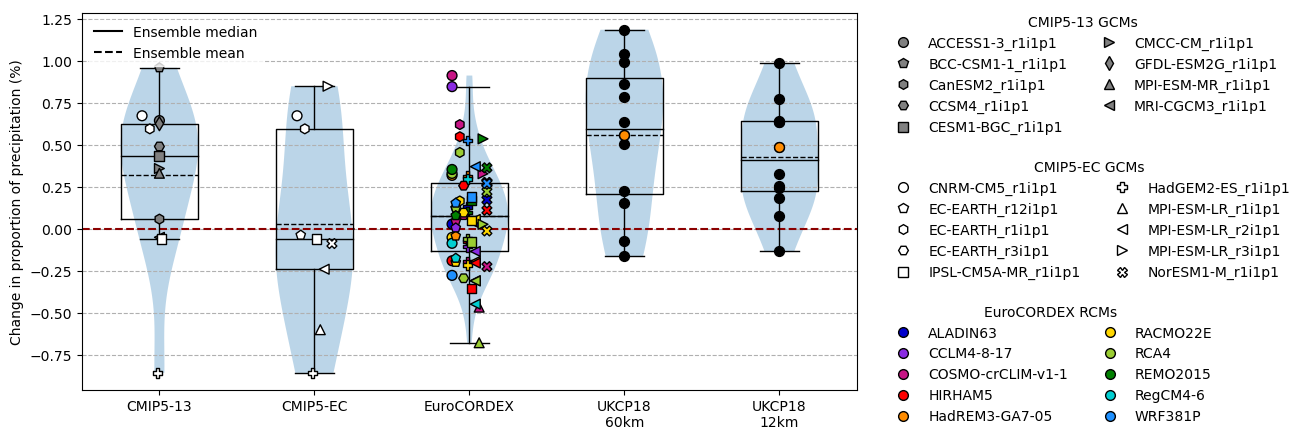 Change in proportion of precipitation (%)
1.25
1.00
0.75
0.50
0.25
0.00
−0.25
−0.50
−0.75
Ensemble median
Ensemble mean
CMIP5-13
CMIP5-EC
EuroCORDEX
UKCP18
60km
UKCP18
12km
CMIP5-13 GCMs
ACCESS1-3_r1i1p1
BCC-CSM1-1_r1i1p1
CanESM2_r1i1p1
CCSM4_r1i1p1
CESM1-BGC_r1i1p1
CMCC-CM_r1i1p1
GFDL-ESM2G_r1i1p1
MPI-ESM-MR_r1i1p1
MRI-CGCM3_r1i1p1
CMIP5-EC GCMs
CNRM-CM5_r1i1p1
EC-EARTH_r12i1p1
EC-EARTH_r1i1p1
EC-EARTH_r3i1p1
IPSL-CM5A-MR_r1i1p1
HadGEM2-ES_r1i1p1
MPI-ESM-LR_r1i1p1
MPI-ESM-LR_r2i1p1
MPI-ESM-LR_r3i1p1
NorESM1-M_r1i1p1
EuroCORDEX RCMs
ALADIN63
CCLM4-8-17
COSMO-crCLIM-v1-1
HIRHAM5
HadREM3-GA7-05
RACMO22E
RCA4
REMO2015
RegCM4-6
WRF381P